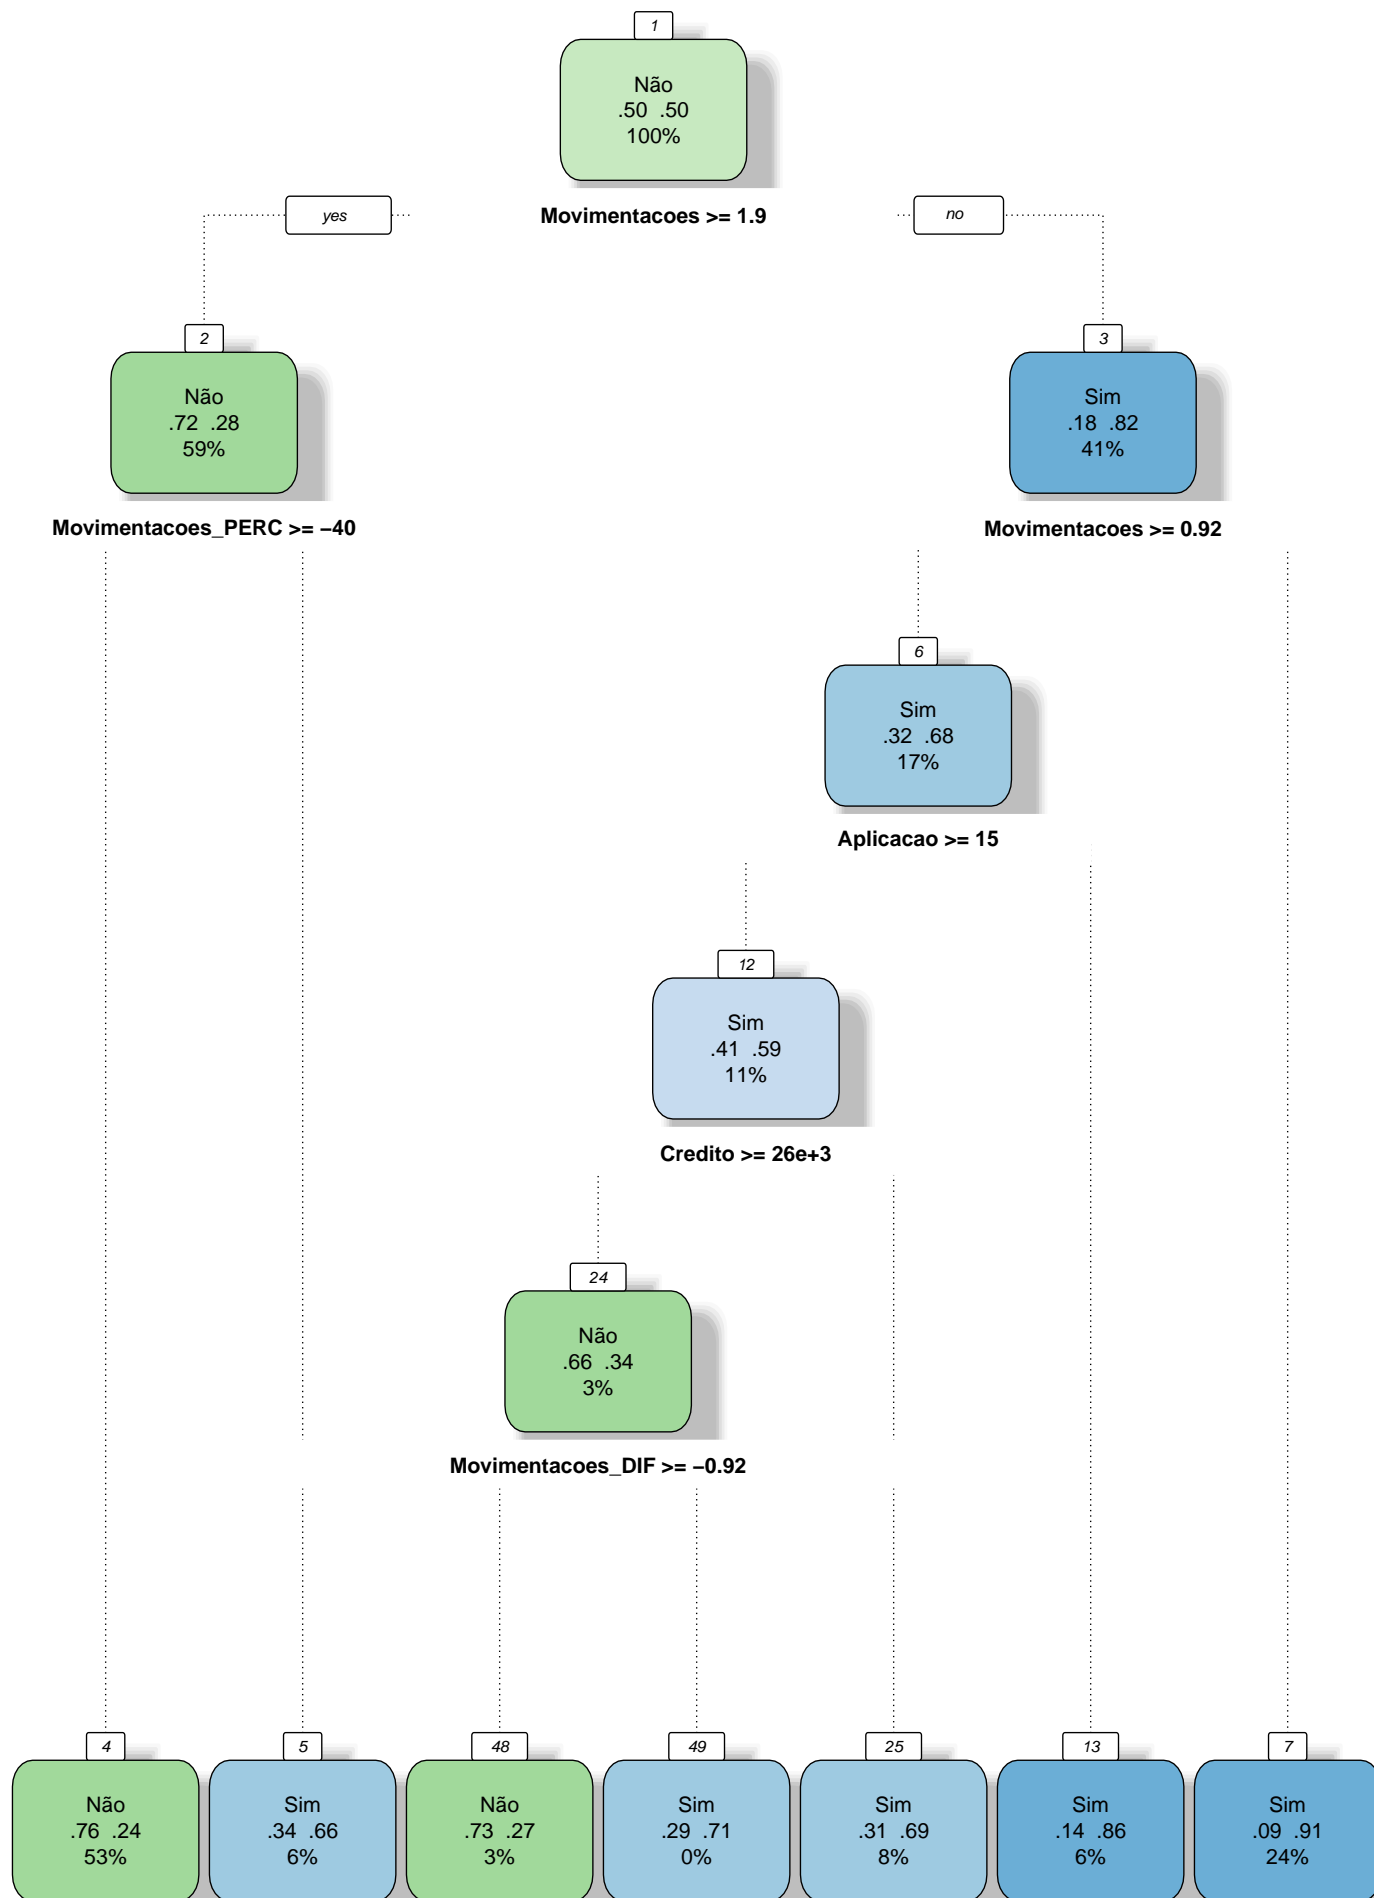 1
Não
.50 .50
100%
yes
Movimentacoes >= 1.9
no
2
Não
.72 .28
59%
3
Sim
.18 .82
41%
Movimentacoes_PERC >= −40
Movimentacoes >= 0.92
6
Sim
.32 .68
17%
Aplicacao >= 15
12
Sim
.41 .59
11%
Credito >= 26e+3
24
Não
.66 .34
3%
Movimentacoes_DIF >= −0.92
4
Não
.76 .24
53%
5
Sim
.34 .66
6%
48
Não
.73 .27
3%
49
Sim
.29 .71
0%
25
Sim
.31 .69
8%
13
Sim
.14 .86
6%
7
Sim
.09 .91
24%